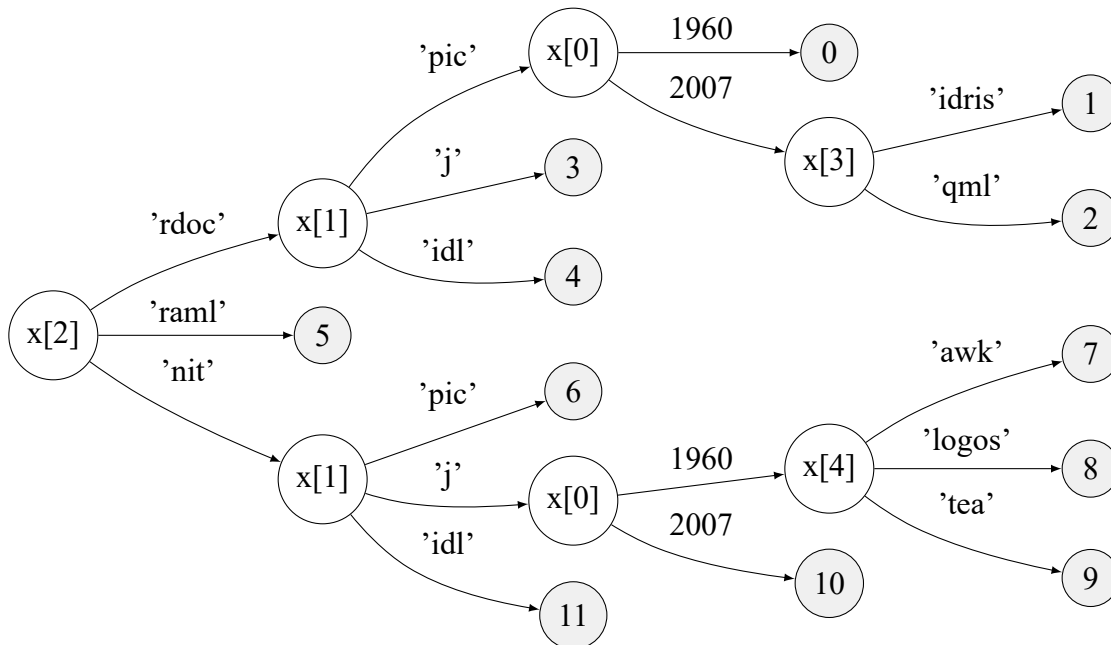 x[0]
1960
0
’pic’
2007
’idris’
1
x[3]
’j’
3
’qml’
2
x[1]
’rdoc’
’idl’
4
x[2]
’raml’
5
’nit’
’awk’
7
’pic’
6
1960
x[4]
’logos’
8
x[1]
’j’
x[0]
’tea’
2007
’idl’
10
9
11